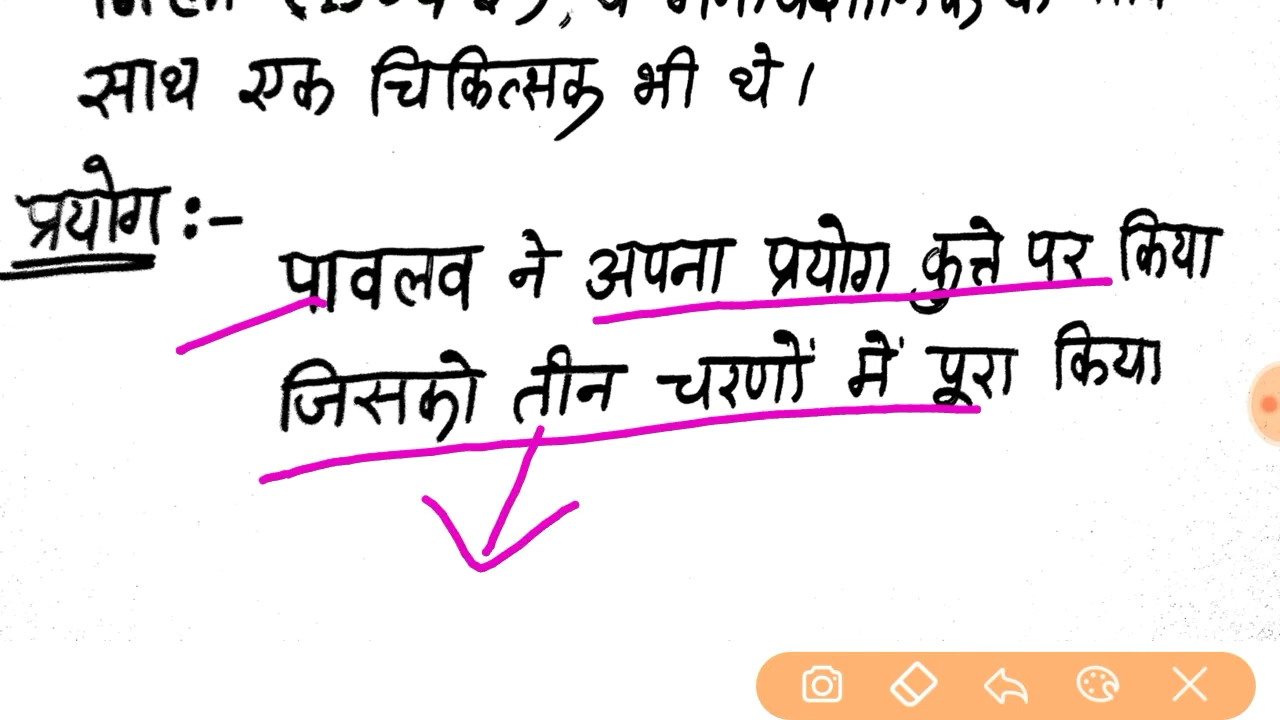 साथ एक चिकित्सक भी थे।
प्रयोग :-
पावलव ने अपना प्रयोग कुत्ते पर किया
जिसको तीन चरणों में पूरा किया